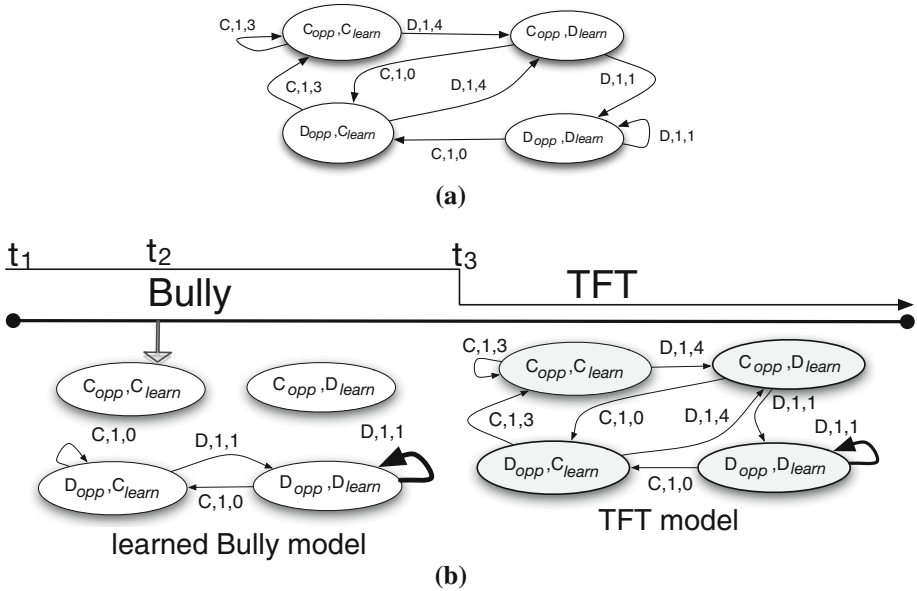 C,1,3
C_opp,C_learn
D,1,4
C_opp,D_learn
C,1,0
D,1,1
C,1,3
D,1,4
D_opp,C_learn
D_opp,D_learn
D,1,1
C,1,0
(a)
t1
t2
t3
Bully
TFT
C_opp,C_learn
C_opp,D_learn
C,1,0
D,1,1
D,1,1
D_opp,C_learn
C,1,0
D_opp,D_learn
learned Bully model
C,1,3
C_opp,C_learn
D,1,4
C_opp,D_learn
C,1,0
D,1,1
C,1,3
D,1,4
D,1,1
D_opp,C_learn
C,1,0
D_opp,D_learn
TFT model
(b)